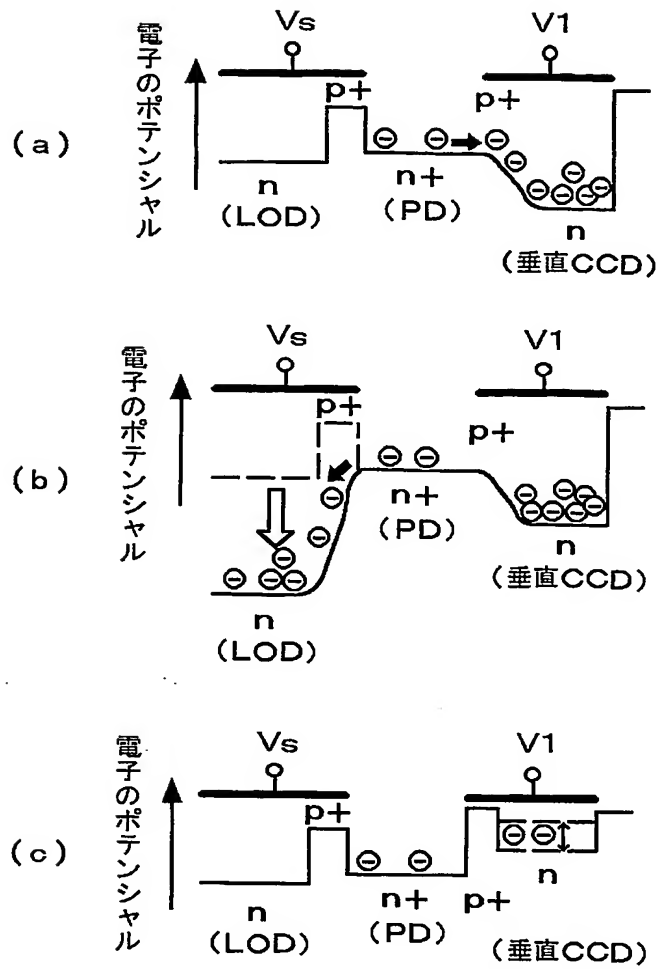 (a)
電子のポテンシャル
Vs
V1
p+
p+
n
(LOD)
n+
(PD)
n
(垂直CCD)
(b)
電子のポテンシャル
Vs
V1
p+
p+
n+
(PD)
n
(垂直CCD)
n
(LOD)
(c)
電子のポテンシャル
Vs
V1
p+
n
(LOD)
n+
(PD)
p+
n
(垂直CCD)